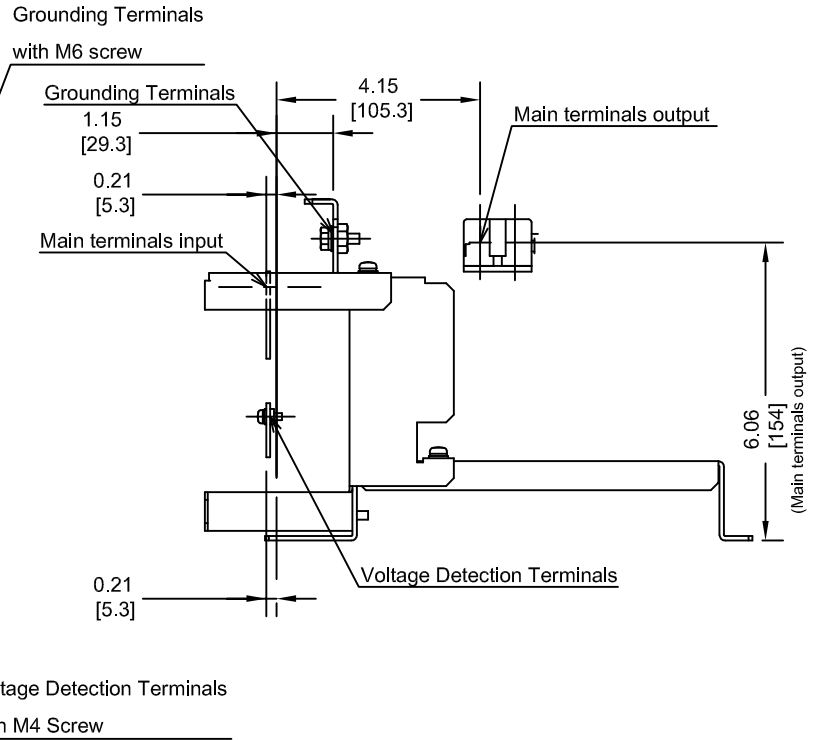 Grounding Terminals
with M6 screw
Grounding Terminals
4.15
[105.3]
Main terminals output
1.15
[29.3]
0.21
[5.3]
Main terminals input
6.06
[154]
(Main terminals output)
Voltage Detection Terminals
0.21
[5.3]
tage Detection Terminals
M4 Screw